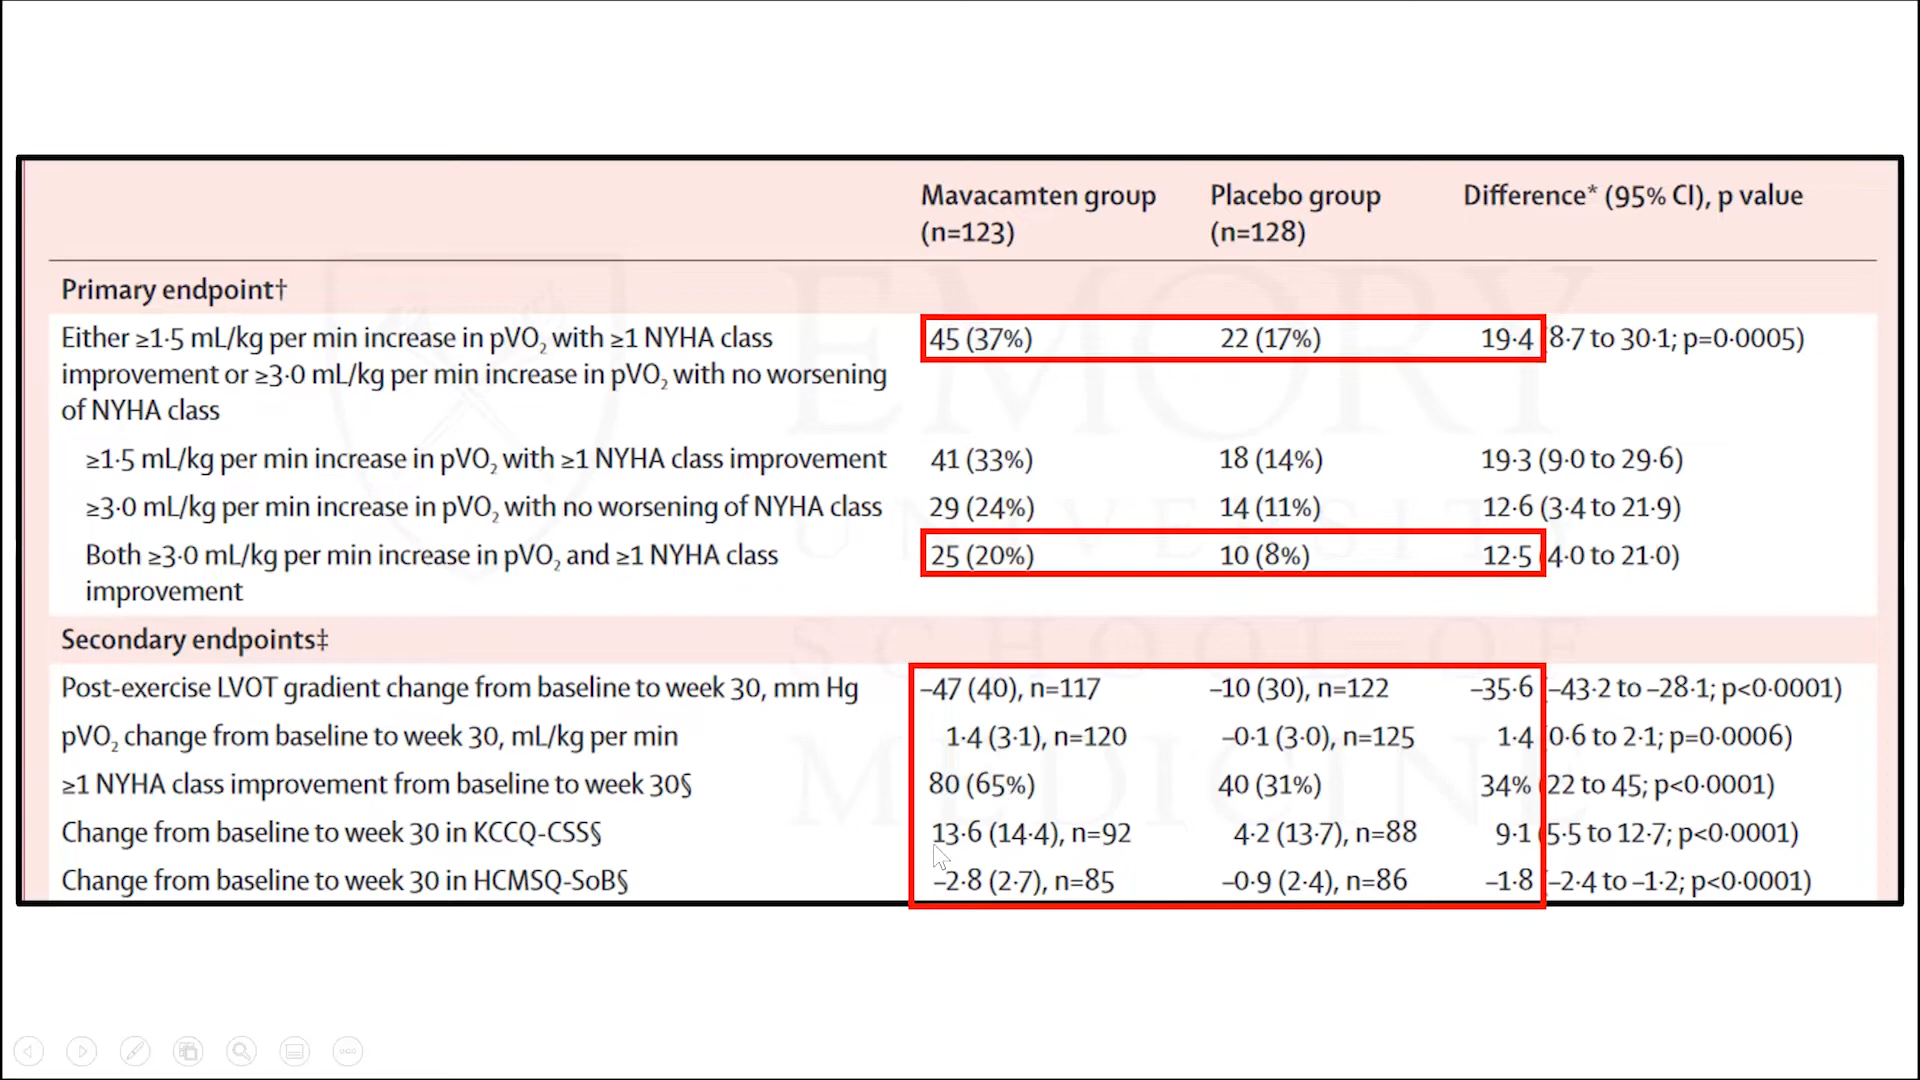 Mavacamten group Placebo group Difference* (95% CI), p value
(n=123) (n=128)
Primary endpoint†
Either ≥1·5 mL/kg per min increase in pVO₂ with ≥1 NYHA class 45 (37%) 22 (17%) 19·4 (8·7 to 30·1; p=0·0005)
improvement or ≥3·0 mL/kg per min increase in pVO₂ with no worsening
of NYHA class
≥1·5 mL/kg per min increase in pVO₂ with ≥1 NYHA class improvement 41 (33%) 18 (14%) 19·3 (9·0 to 29·6)
≥3·0 mL/kg per min increase in pVO₂ with no worsening of NYHA class 29 (24%) 14 (11%) 12·6 (3·4 to 21·9)
Both ≥3·0 mL/kg per min increase in pVO₂ and ≥1 NYHA class 25 (20%) 10 (8%) 12·5 (4·0 to 21·0)
improvement
Secondary endpoints‡
Post-exercise LVOT gradient change from baseline to week 30, mm Hg –47 (40), n=117 –10 (30), n=122 –35·6 (–43·2 to –28·1; p<0·0001)
pVO₂ change from baseline to week 30, mL/kg per min 1·4 (3·1), n=120 –0·1 (3·0), n=125 1·4 (0·6 to 2·1; p=0·0006)
≥1 NYHA class improvement from baseline to week 30§ 80 (65%) 40 (31%) 34% (22 to 45; p<0·0001)
Change from baseline to week 30 in KCCQ-CSS§ 13·6 (14·4), n=92 4·2 (13·7), n=88 9·1 (5·5 to 12·7; p<0·0001)
Change from baseline to week 30 in HCMSQ-SoB§ –2·8 (2·7), n=85 –0·9 (2·4), n=86 –1·8 (–2·4 to –1·2; p<0·0001)
EMORY
UNIVERSITY
SCHOOL OF
MEDICINE